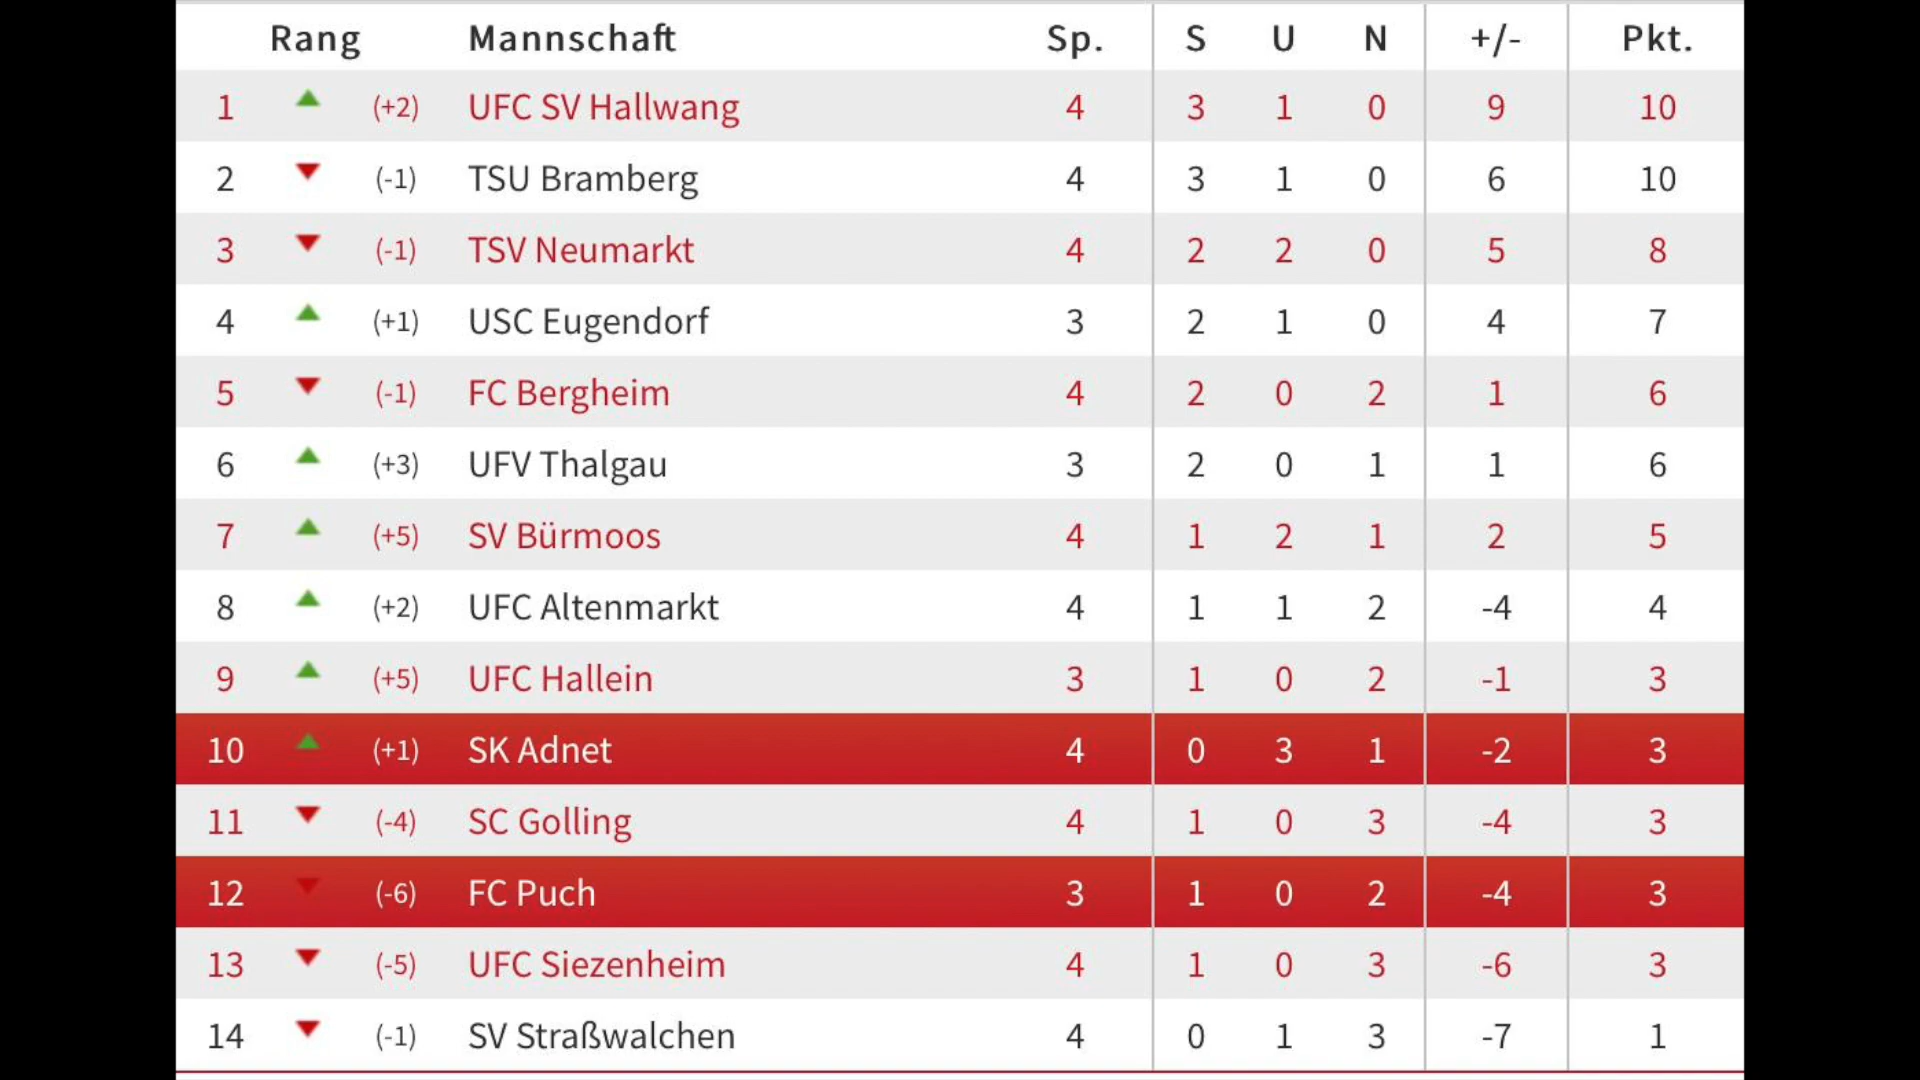 Rang Mannschaft Sp. S U N +/- Pkt.
1 (+2) UFC SV Hallwang 4 3 1 0 9 10
2 (-1) TSU Bramberg 4 3 1 0 6 10
3 (-1) TSV Neumarkt 4 2 2 0 5 8
4 (+1) USC Eugendorf 3 2 1 0 4 7
5 (-1) FC Bergheim 4 2 0 2 1 6
6 (+3) UFV Thalgau 3 2 0 1 1 6
7 (+5) SV Bürmoos 4 1 2 1 2 5
8 (+2) UFC Altenmarkt 4 1 1 2 -4 4
9 (+5) UFC Hallein 3 1 0 2 -1 3
10 (+1) SK Adnet 4 0 3 1 -2 3
11 (-4) SC Golling 4 1 0 3 -4 3
12 (-6) FC Puch 3 1 0 2 -4 3
13 (-5) UFC Siezenheim 4 1 0 3 -6 3
14 (-1) SV Straßwalchen 4 0 1 3 -7 1